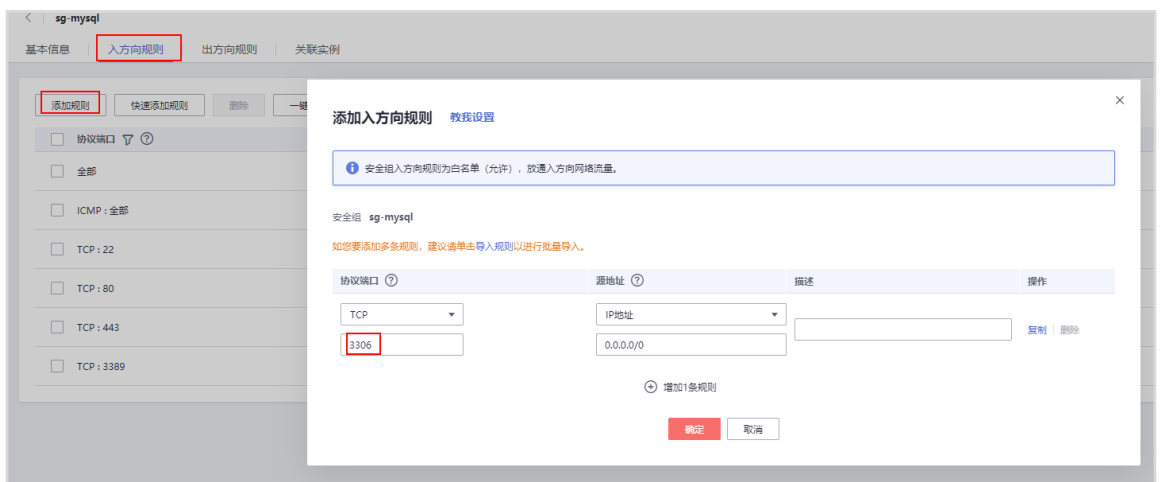 < sg-mysql
基本信息 入方向规则 出方向规则 关联实例
添加规则 快速添加规则 删除 一键
协议端口
全部
ICMP : 全部
TCP : 22
TCP : 80
TCP : 443
TCP : 3389
添加入方向规则 教我设置
安全组入方向规则为白名单（允许），放通入方向网络流量。
安全组 sg-mysql
如您要添加多条规则，建议请单击导入规则以进行批量导入。
协议端口 源地址 描述 操作
TCP IP地址
复制 删除
3306 0.0.0.0/0
增加1条规则
确定 取消